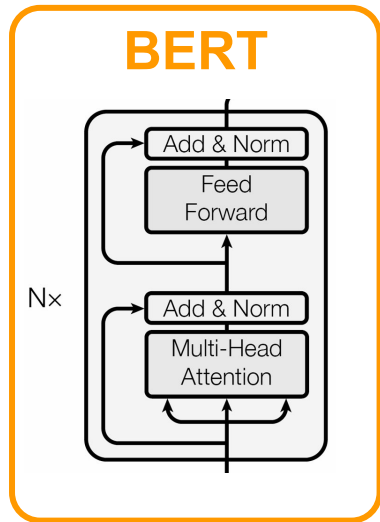 BERT
Add & Norm
Feed
Forward
N×
Add & Norm
Multi-Head
Attention